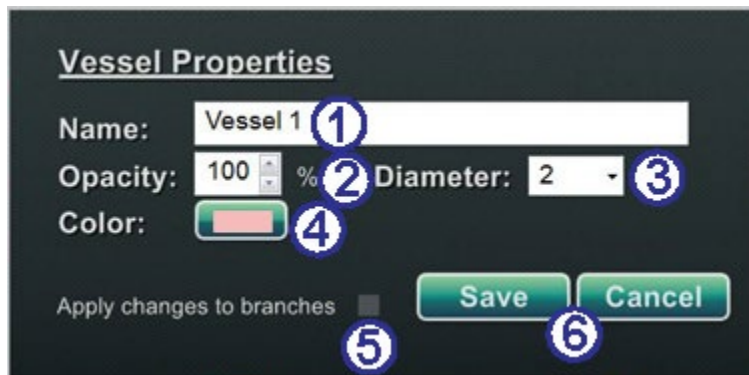 Vessel Properties
Name: Vessel 1 1
Opacity: 100 % 2 Diameter: 2 3
Color: 4
Apply changes to branches 5 Save Cancel 6